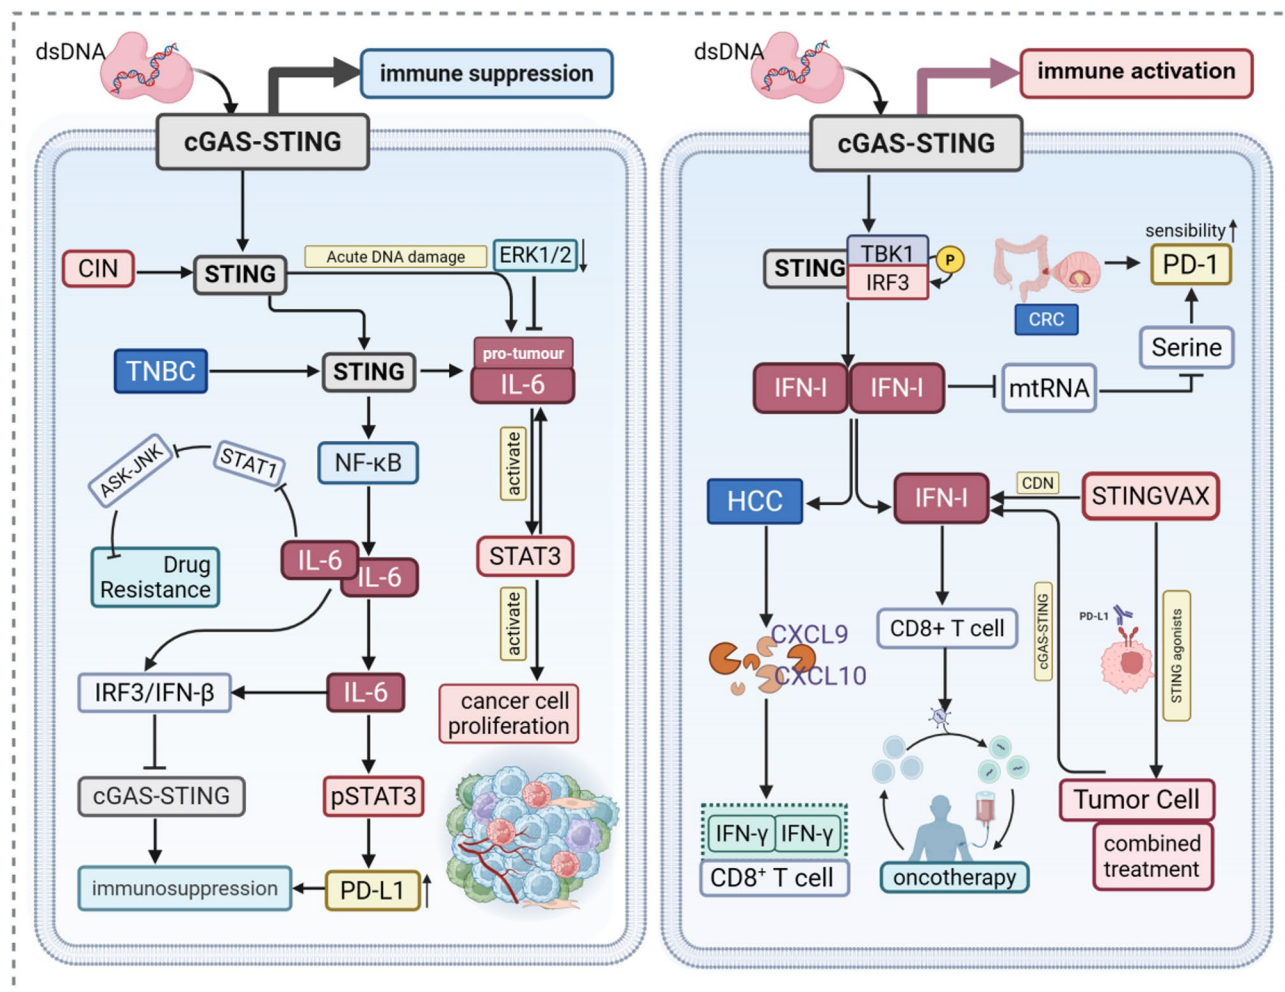 dsDNA
immune suppression
cGAS-STING
CIN
STING
Acute DNA damage
ERK1/2
TNBC
STING
pro-tumour
IL-6
ASK-JNK
STAT1
NF-κB
activate
Drug
Resistance
IL-6
IL-6
STAT3
activate
IRF3/IFN-β
IL-6
cancer cell
proliferation
cGAS-STING
pSTAT3
immunosuppression
PD-L1
dsDNA
immune activation
cGAS-STING
STING
TBK1
IRF3
P
CRC
sensibility
PD-1
Serine
IFN-I
IFN-I
mtRNA
HCC
IFN-I
CDN
STINGVAX
CXCL9
CXCL10
CD8+ T cell
cGAS-STING
PD-L1
STING agonists
IFN-γ
IFN-γ
CD8⁺ T cell
oncotherapy
Tumor Cell
combined
treatment